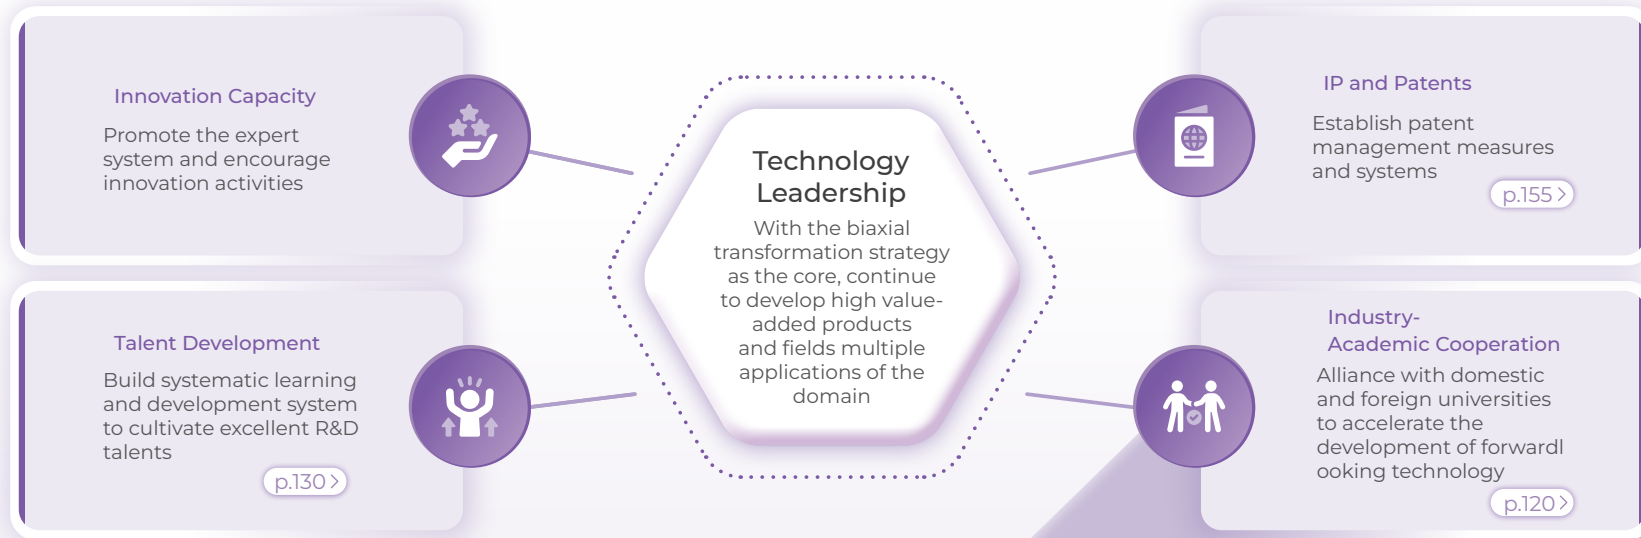 Innovation Capacity
Promote the expert
system and encourage
innovation activities
Talent Development
Build systematic learning
and development system
to cultivate excellent R&D
talents
p.130
Technology
Leadership
With the biaxial
transformation strategy
as the core, continue
to develop high value-
added products
and fields multiple
applications of the
domain
IP and Patents
Establish patent
management measures
and systems
p.155
Industry-
Academic Cooperation
Alliance with domestic
and foreign universities
to accelerate the
development of forwardl
ooking technology
p.120